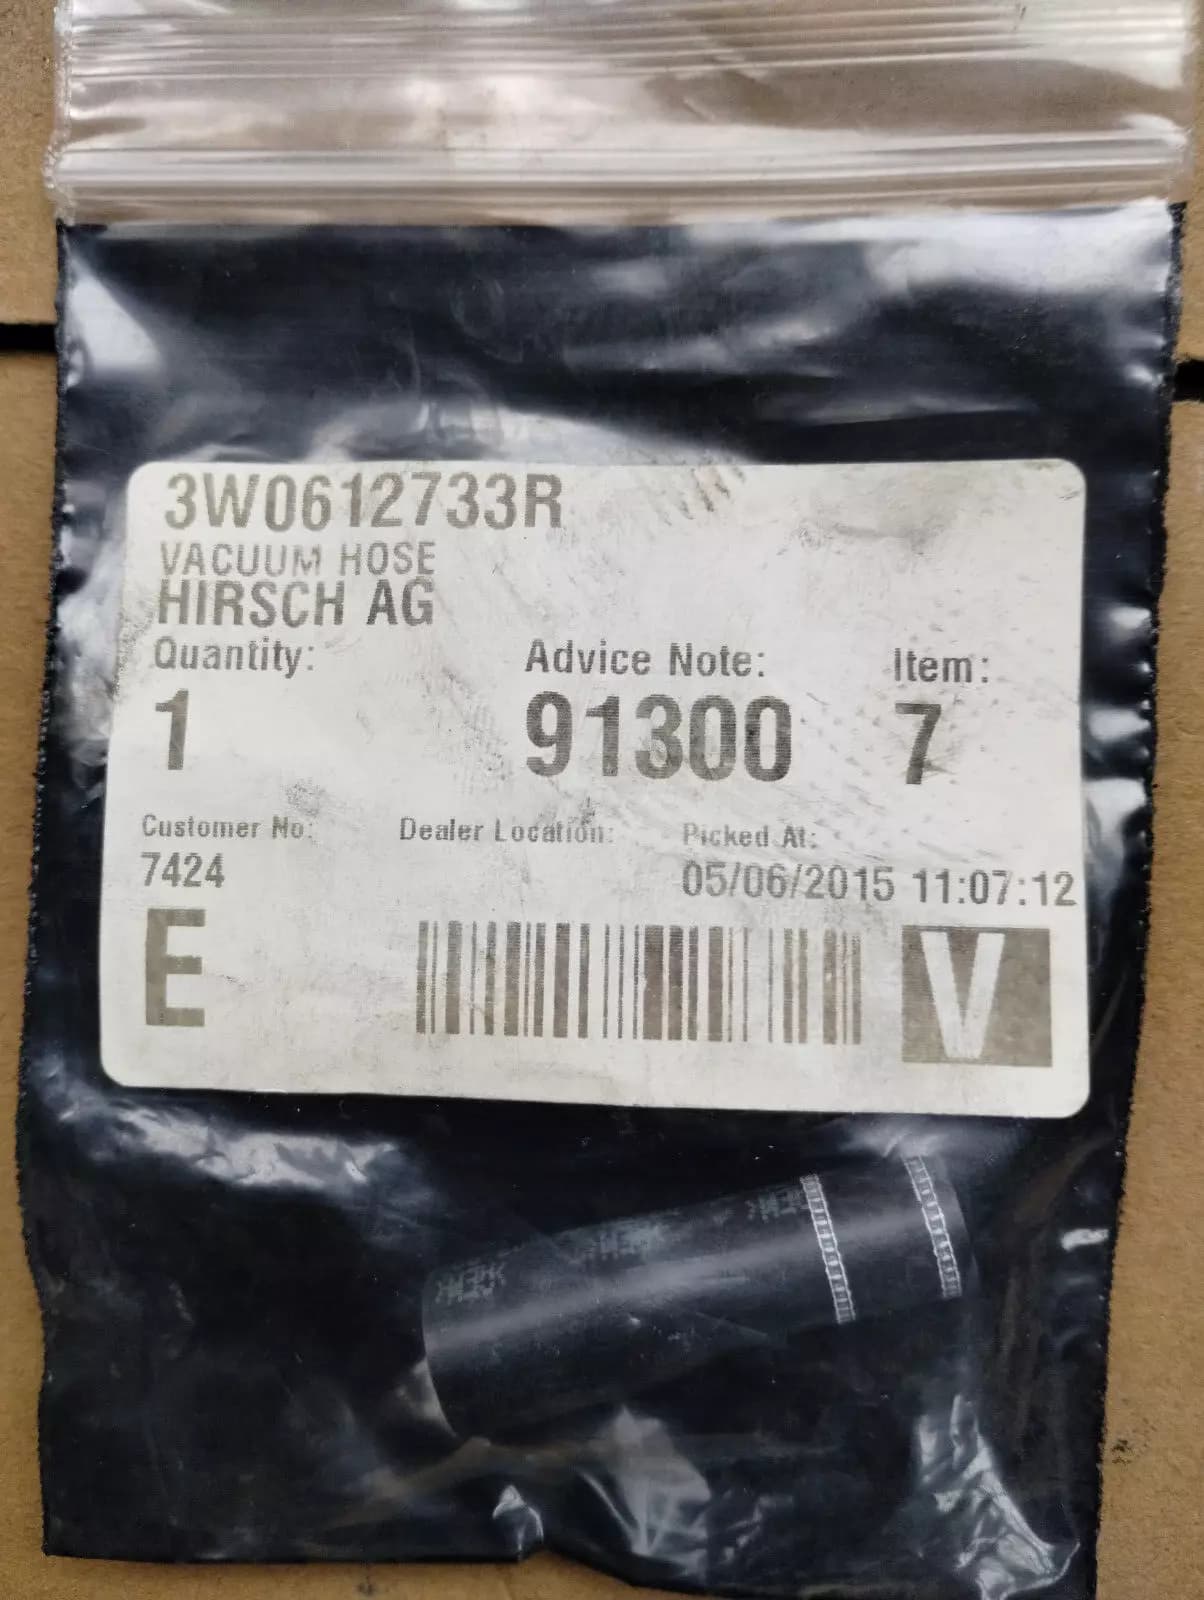 3W0612733R
VACUUM HOSE
HIRSCH AG
Quantity: Advice Note: Item:
1 91300 7
Customer No: Dealer Location: Picked At:
7424 05/06/2015 11:07:12
E V